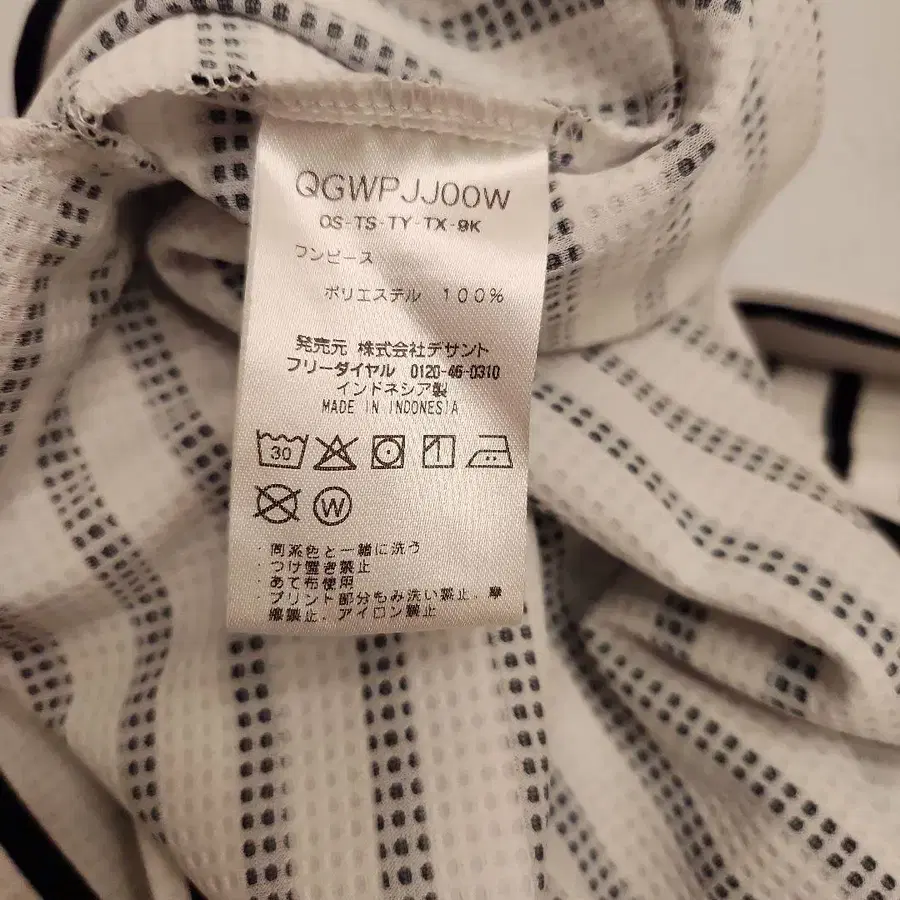 QGWPJJ00W
OS-TS-TY-TX-9K
ワンピース
ポリエステル 100%
発売元 株式会社デサント
フリーダイヤル 0120-46-0310
インドネシア製
MADE IN INDONESIA
30
W
・同系色と一緒に洗う
・つけ置き禁止
・あて布使用
・プリント部分もみ洗い禁止、摩
擦禁止、アイロン禁止